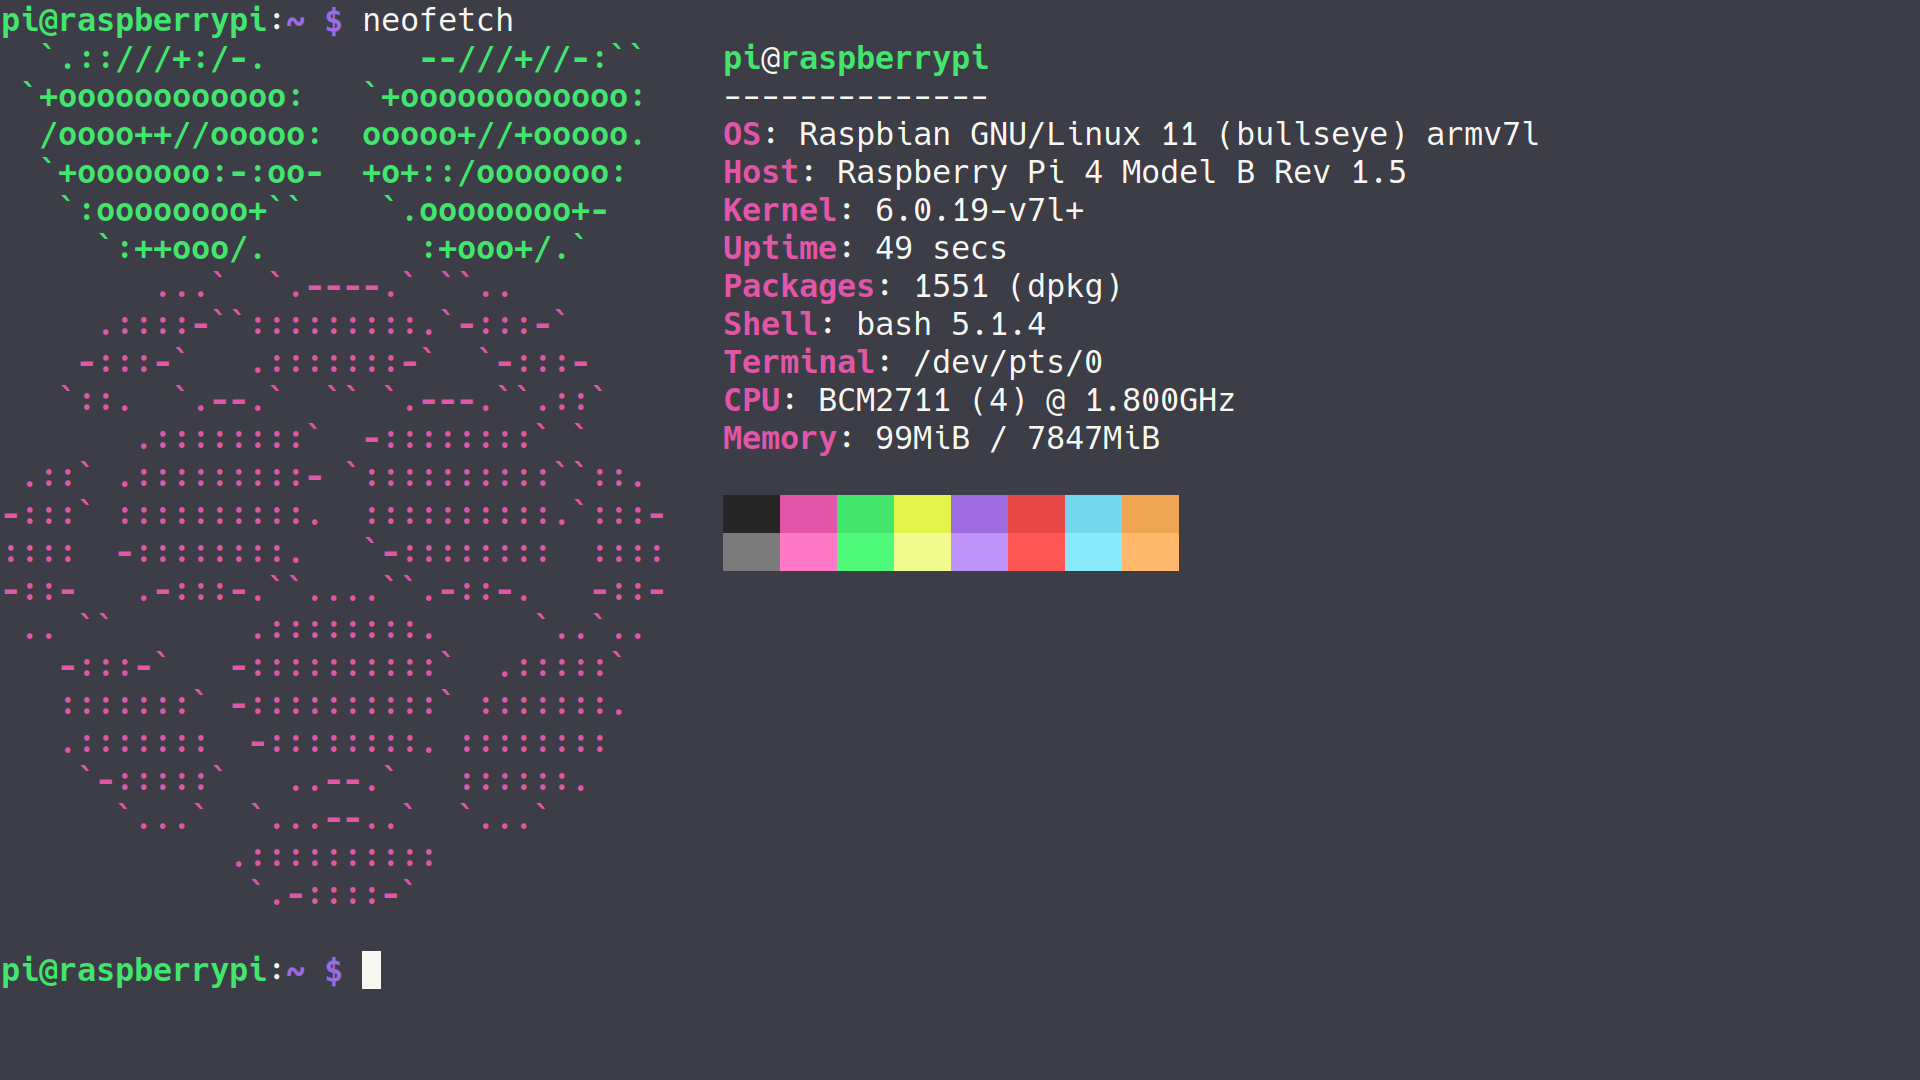 pi@raspberrypi:~ $ neofetch
pi@raspberrypi
--------------
OS: Raspbian GNU/Linux 11 (bullseye) armv7l
Host: Raspberry Pi 4 Model B Rev 1.5
Kernel: 6.0.19-v7l+
Uptime: 49 secs
Packages: 1551 (dpkg)
Shell: bash 5.1.4
Terminal: /dev/pts/0
CPU: BCM2711 (4) @ 1.800GHz
Memory: 99MiB / 7847MiB
pi@raspberrypi:~ $